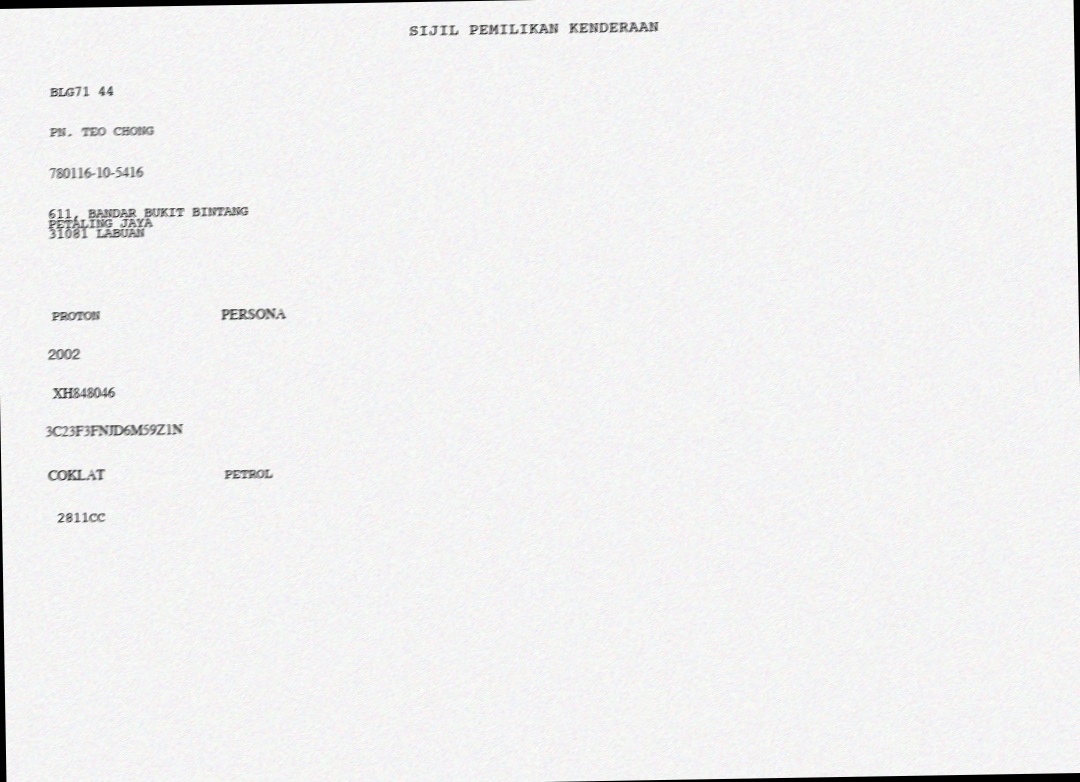 SIJIL PEMILIKAN KENDERAAN
BLG71 44
PN. TEO CHONG
780116-10-5416
611, BANDAR BUKIT BINTANG
PETALING JAYA
31081 LABUAN
PROTON PERSONA
2002
XH848046
3C23F3FNJD6M59Z1N
COKLAT PETROL
2811CC